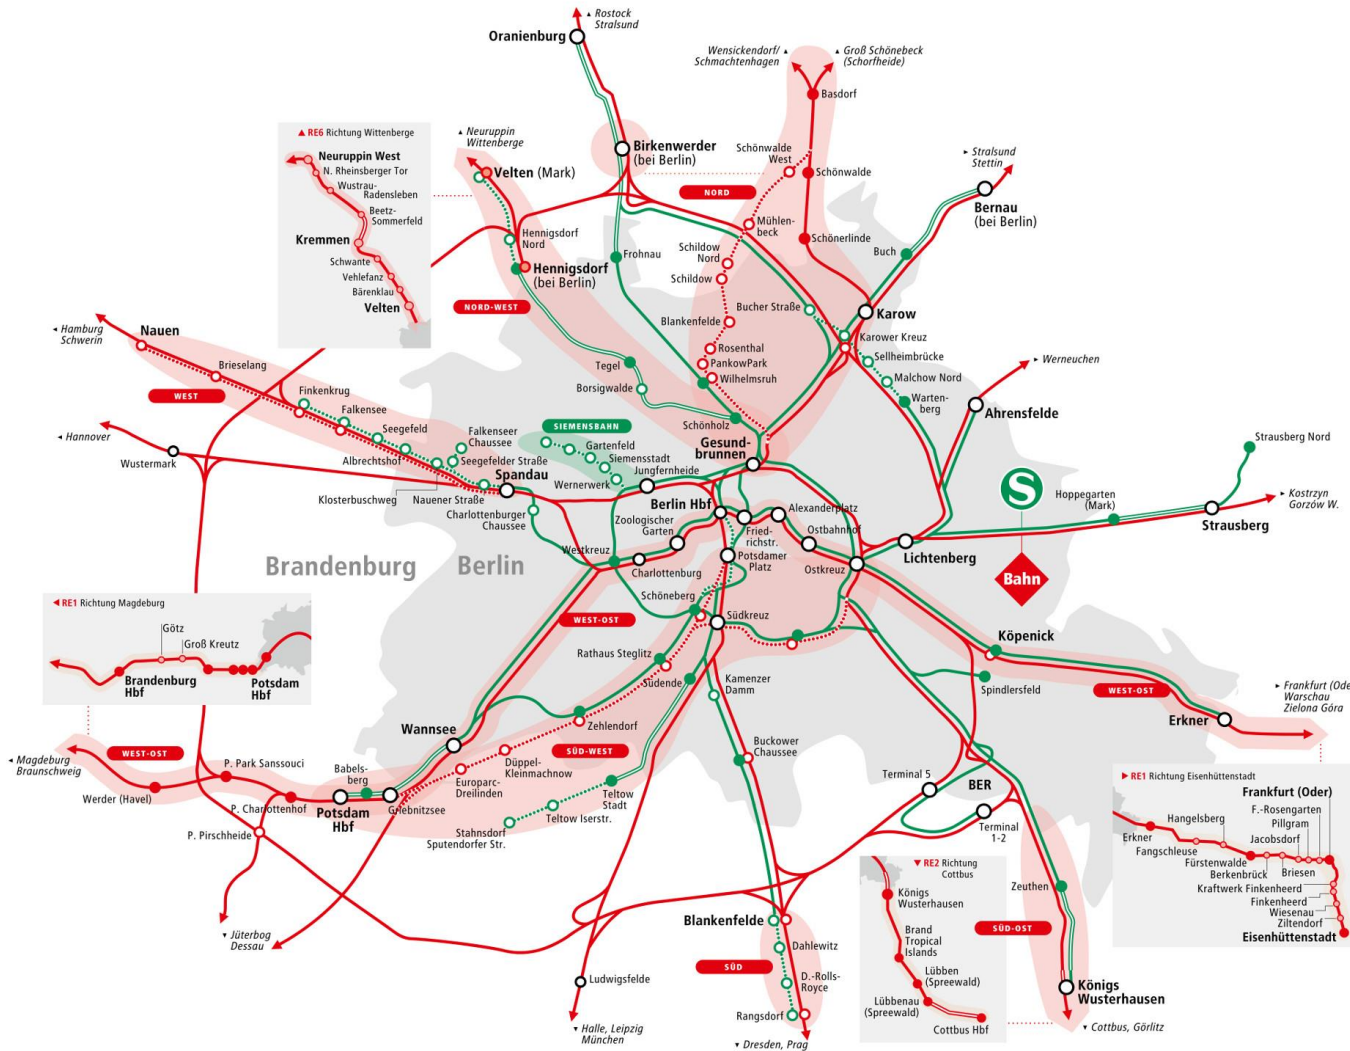 ▲ Rostock
Stralsund
Oranienburg
Wensickendorf/ ▲
Schmachtenhagen
▲ Groß Schönebeck
(Schorfheide)
Basdorf
▲ RE6 Richtung Wittenberge
Neuruppin West
N. Rheinsberger Tor
Wustrau-
Radensleben
Beetz-
Sommerfeld
Kremmen
Schwante
Vehlefanz
Bärenklau
Velten
▲ Neuruppin
Wittenberge
Velten (Mark)
Birkenwerder
(bei Berlin)
Schönwalde
West
Schönwalde
NORD
► Stralsund
Stettin
Bernau
(bei Berlin)
Hennigsdorf
Nord
Hennigsdorf
(bei Berlin)
Frohnau
Mühlen-
beck
Schildow
Nord
Schildow
Schönerlinde
Buch
NORD-WEST
Bucher Straße
Karow
Blankenfelde
Karower Kreuz
Rosenthal
PankowPark
Wilhelmsruh
Sellheimbrücke
Malchow Nord
Warten-
berg
► Werneuchen
Ahrensfelde
◄ Hamburg
Schwerin
Nauen
Brieselang
WEST
Finkenkrug
Falkensee
Seegefeld
Albrechtshof
Falkenseer
Chaussee
Seegefelder Straße
Klosterbuschweg
Nauener Straße
Spandau
Charlottenburger
Chaussee
◄ Hannover
Wustermark
Tegel
Borsigwalde
Schönholz
SIEMENSBAHN
Gartenfeld
Siemensstadt
Wernerwerk
Jungfernheide
Gesund-
brunnen
Strausberg Nord
S
Bahn
Hoppegarten
(Mark)
► Kostrzyn
Gorzów W.
Strausberg
Berlin Hbf
Zoologischer
Garten
Fried-
richstr.
Alexanderplatz
Ostbahnhof
Westkreuz
Charlottenburg
Potsdamer
Platz
Ostkreuz
Lichtenberg
Brandenburg
Berlin
◄ RE1 Richtung Magdeburg
Götz
Groß Kreutz
Brandenburg
Hbf
Potsdam
Hbf
WEST-OST
Schöneberg
Südkreuz
Rathaus Steglitz
Südende
Kamenzer
Damm
Köpenick
Spindlersfeld
WEST-OST
Erkner
► Frankfurt (Ode
Warschau
Zielona Góra
Wannsee
Zehlendorf
SÜD-WEST
Düppel-
Kleinmachnow
Europarc-
Dreilinden
Buckower
Chaussee
Teltow
Stadt
Teltow Iserstr.
Stahnsdorf
Sputendorfer Str.
WEST-OST
◄ Magdeburg
Braunschweig
Werder (Havel)
P. Park Sanssouci
P. Charlottenhof
P. Pirschheide
Babels-
berg
Potsdam
Hbf
Griebnitzsee
Terminal 5
BER
Terminal
1-2
► RE1 Richtung Eisenhüttenstadt
Frankfurt (Oder)
F.-Rosengarten
Pillgram
Jacobsdorf
Hangelsberg
Erkner
Fangschleuse
Fürstenwalde
Berkenbrück
Briesen
Kraftwerk Finkenheerd
Finkenheerd
Wiesenau
Ziltendorf
Eisenhüttenstadt
▼ RE2 Richtung
Cottbus
Königs
Wusterhausen
Brand
Tropical
Islands
Lübben
(Spreewald)
Lübbenau
(Spreewald)
Cottbus Hbf
Zeuthen
SÜD-OST
Königs
Wusterhausen
▼ Cottbus, Görlitz
▼ Jüterbog
Dessau
Ludwigsfelde
▼ Halle, Leipzig
München
Blankenfelde
Dahlewitz
SÜD
D.-Rolls-
Royce
Rangsdorf
▼ Dresden, Prag